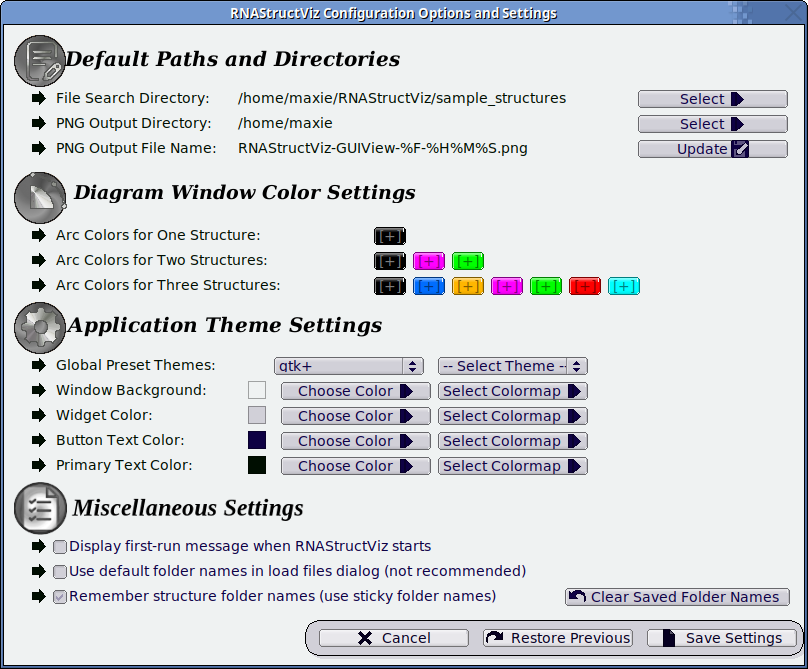 RNAStructViz Configuration Options and Settings
Default Paths and Directories
File Search Directory: /home/maxie/RNAStructViz/sample_structures Select
PNG Output Directory: /home/maxie Select
PNG Output File Name: RNAStructViz-GUIView-%F-%H%M%S.png Update
Diagram Window Color Settings
Arc Colors for One Structure: [+]
Arc Colors for Two Structures: [+] [+] [+]
Arc Colors for Three Structures: [+] [+] [+] [+] [+] [+] [+]
Application Theme Settings
Global Preset Themes: gtk+ -- Select Theme --
Window Background: Choose Color Select Colormap
Widget Color: Choose Color Select Colormap
Button Text Color: Choose Color Select Colormap
Primary Text Color: Choose Color Select Colormap
Miscellaneous Settings
Display first-run message when RNAStructViz starts
Use default folder names in load files dialog (not recommended)
Remember structure folder names (use sticky folder names) Clear Saved Folder Names
Cancel Restore Previous Save Settings